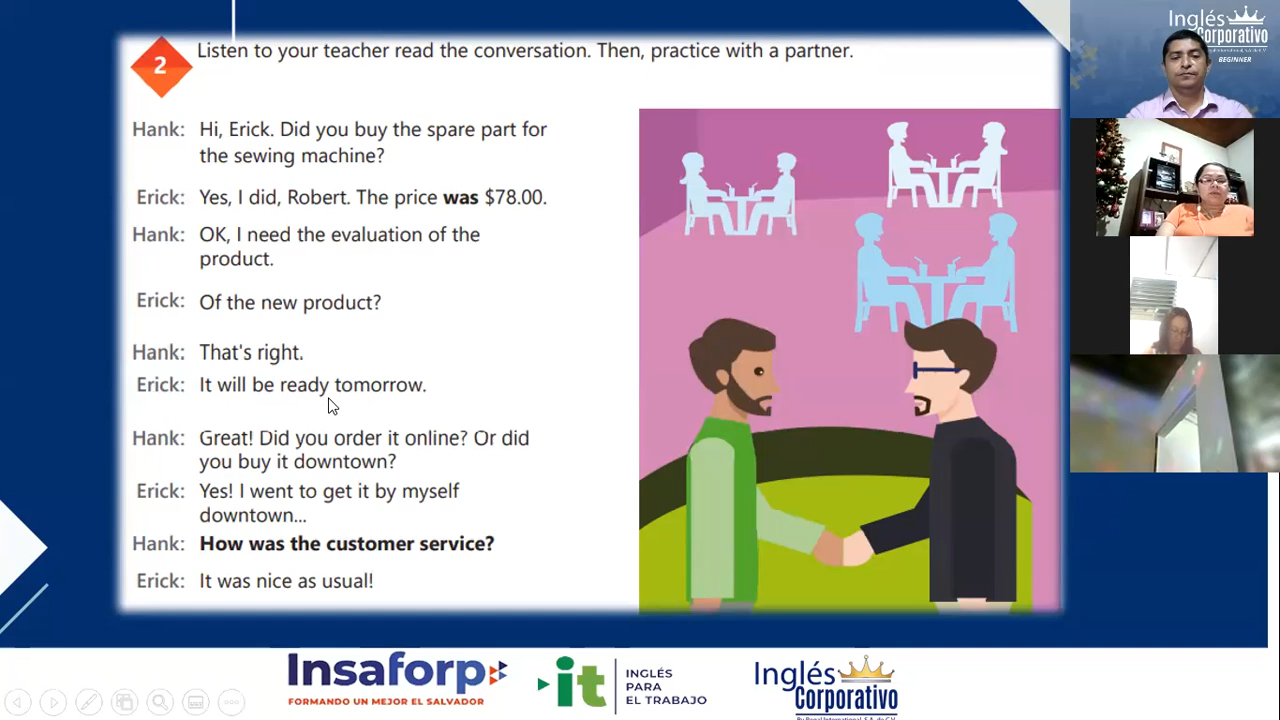 2
Listen to your teacher read the conversation. Then, practice with a partner.
Hank: Hi, Erick. Did you buy the spare part for
the sewing machine?
Erick: Yes, I did, Robert. The price was $78.00.
Hank: OK, I need the evaluation of the
product.
Erick: Of the new product?
Hank: That's right.
Erick: It will be ready tomorrow.
Hank: Great! Did you order it online? Or did
you buy it downtown?
Erick: Yes! I went to get it by myself
downtown...
Hank: How was the customer service?
Erick: It was nice as usual!
Inglés
Corporativo
BEGINNER
Insaforp
FORMANDO UN MEJOR EL SALVADOR
it
INGLÉS
PARA
EL TRABAJO
Inglés
Corporativo